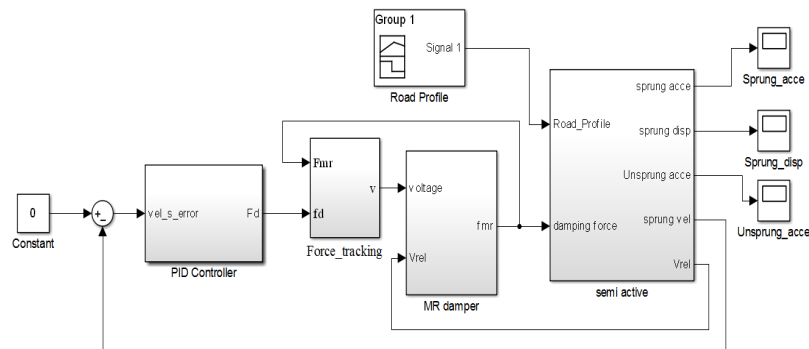 Group 1
Signal 1
Road Profile
sprung acce
Sprung_acce
Road_Profile
sprung disp
Sprung_disp
Unsprung acce
Unsprung_acce
damping force
sprung vel
Vrel
semi active
Fmr
v
fd
Force_tracking
voltage
fmr
Vrel
MR damper
0
Constant
+
vel_s_error
Fd
PID Controller